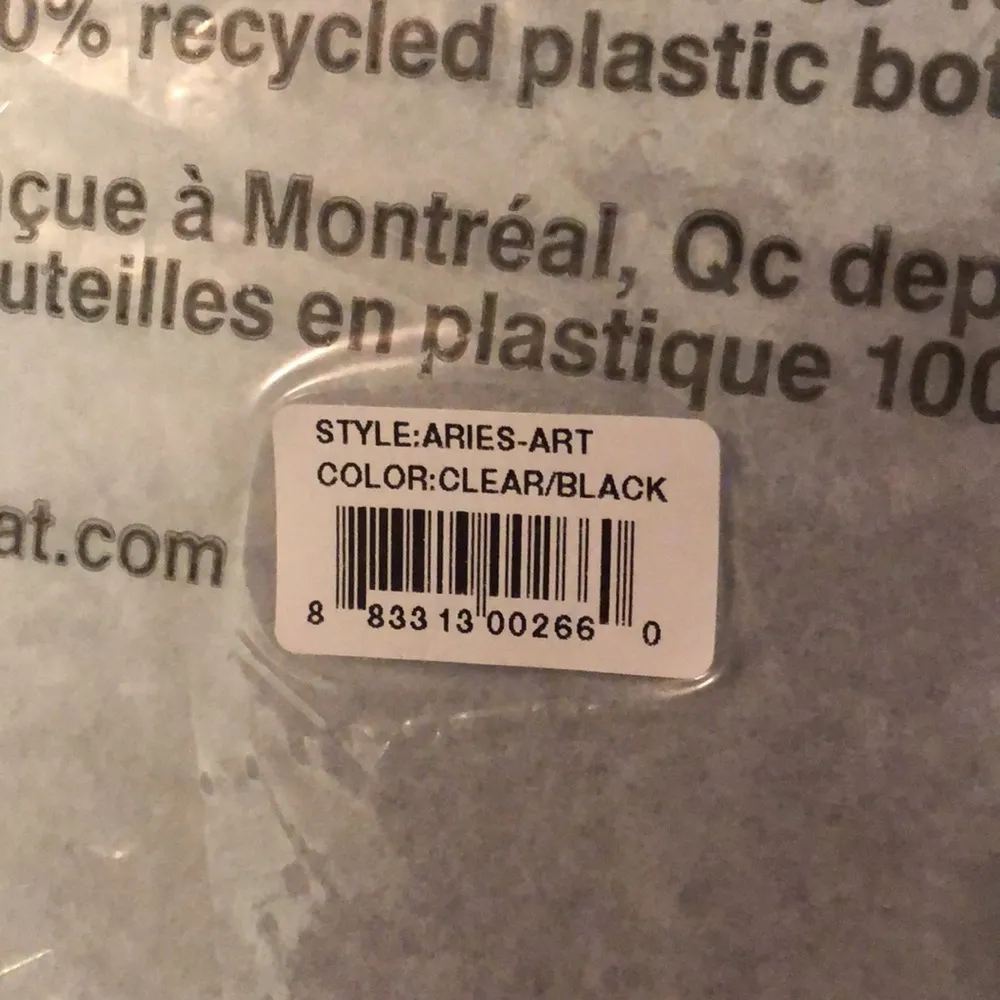 0% recycled plastic bot
çue à Montréal, Qc dep
uteilles en plastique 100
at.com
STYLE:ARIES-ART
COLOR:CLEAR/BLACK
8 83313 00266 0